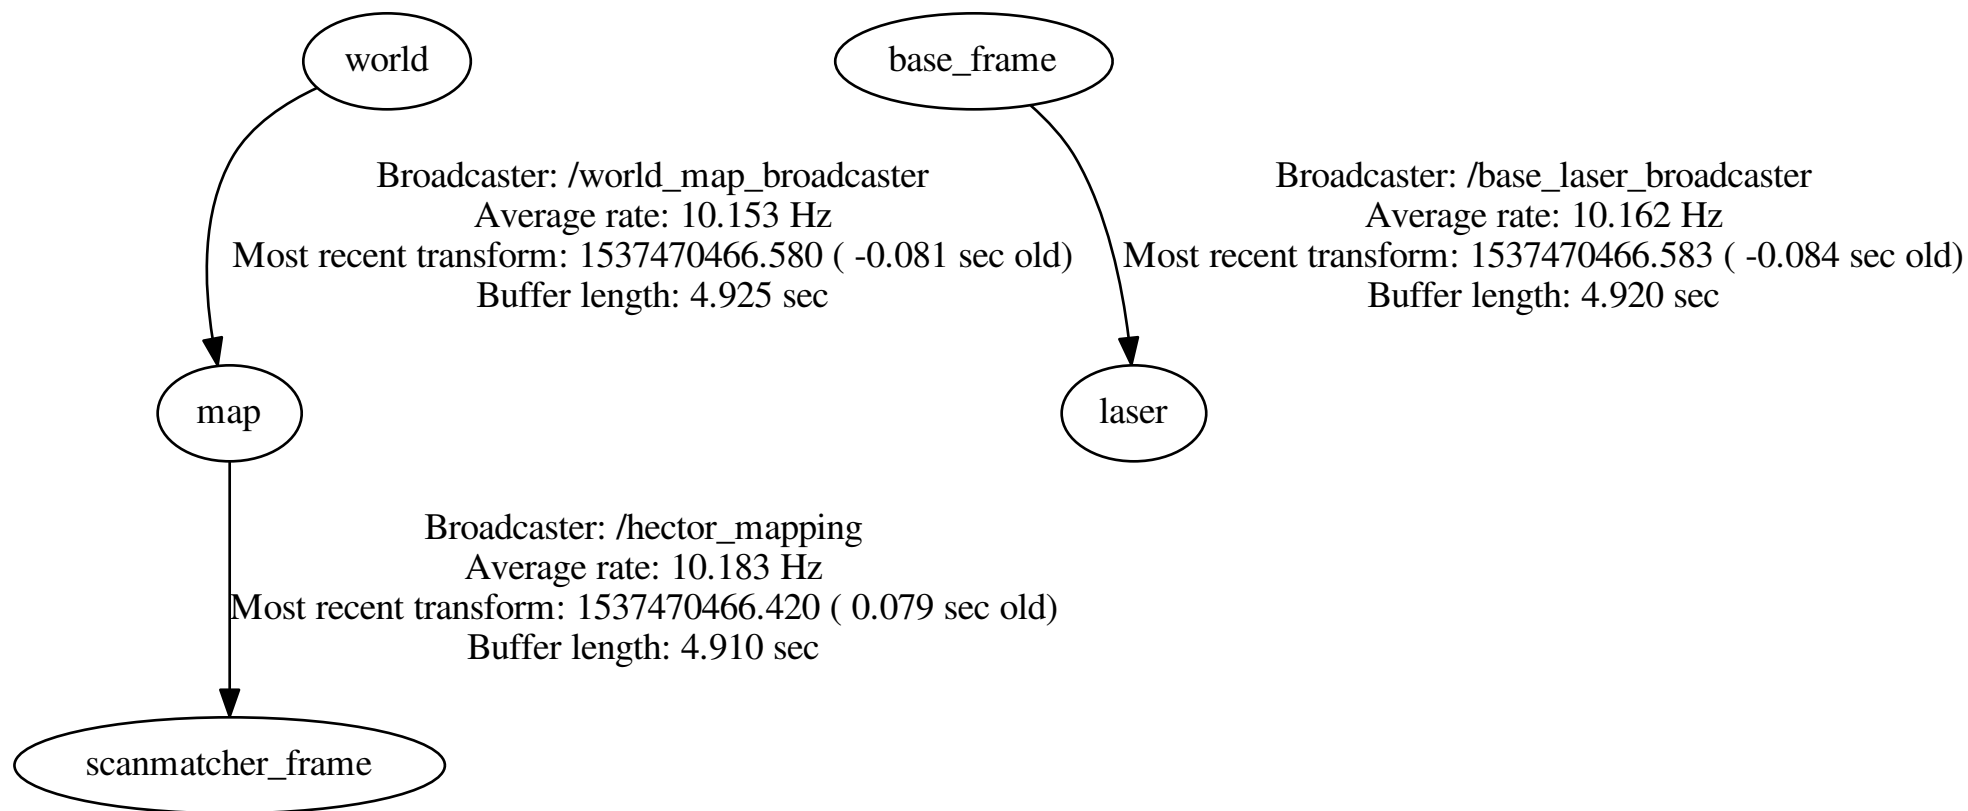 world
base_frame
Broadcaster: /world_map_broadcaster
Average rate: 10.153 Hz
Most recent transform: 1537470466.580 ( -0.081 sec old)
Buffer length: 4.925 sec
Broadcaster: /base_laser_broadcaster
Average rate: 10.162 Hz
Most recent transform: 1537470466.583 ( -0.084 sec old)
Buffer length: 4.920 sec
map
laser
Broadcaster: /hector_mapping
Average rate: 10.183 Hz
Most recent transform: 1537470466.420 ( 0.079 sec old)
Buffer length: 4.910 sec
scanmatcher_frame